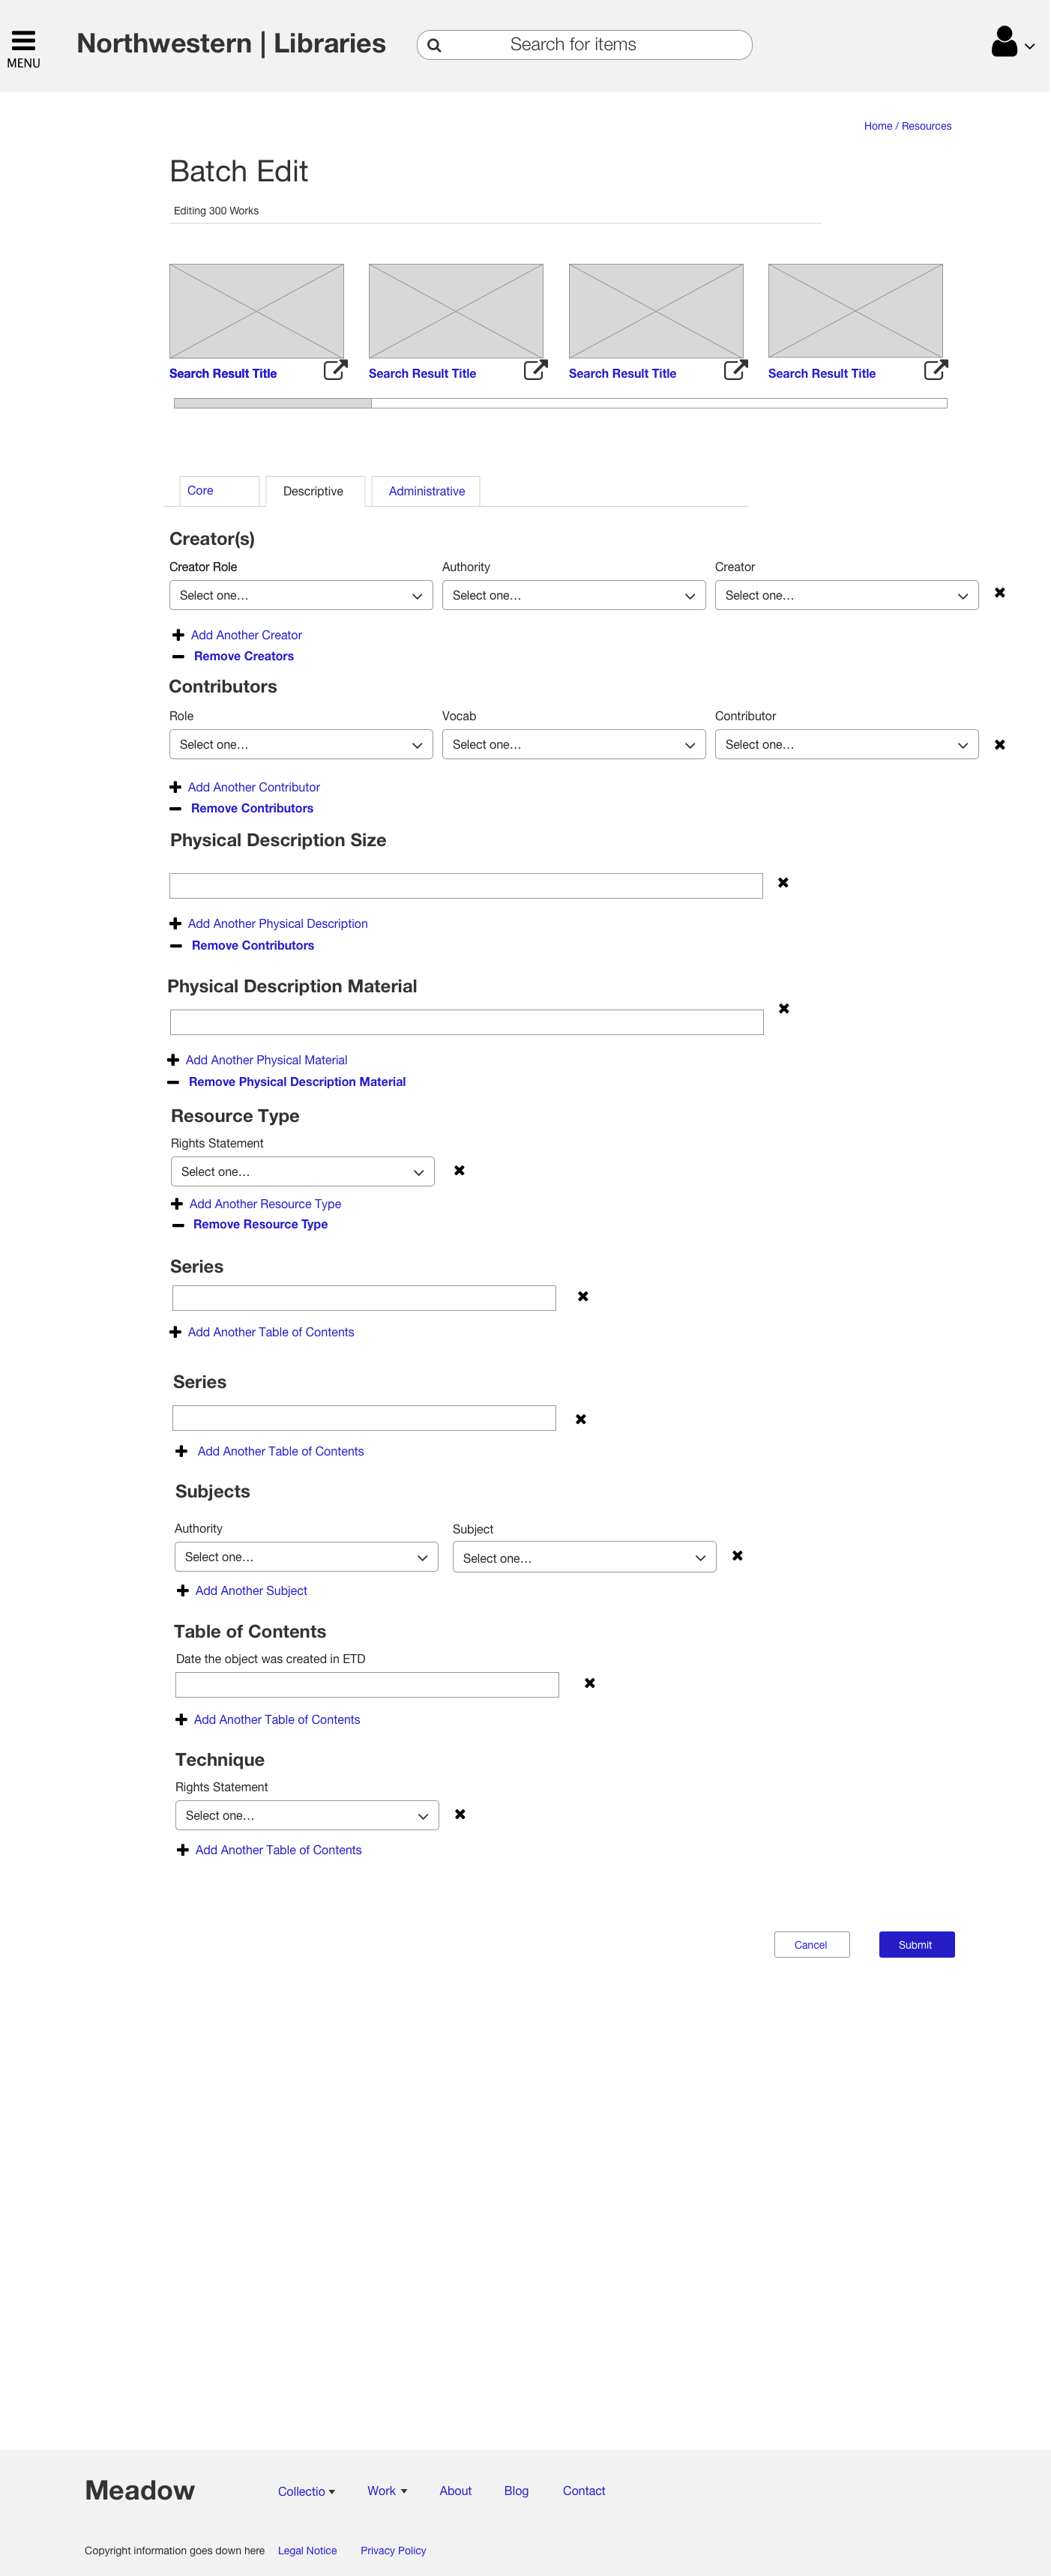 MENU
Northwestern | Libraries
Search for items
Home / Resources
Batch Edit
Editing 300 Works
Search Result Title
Search Result Title
Search Result Title
Search Result Title
Core
Descriptive
Administrative
Creator(s)
Creator Role
Authority
Creator
Select one...
Select one...
Select one...
Add Another Creator
Remove Creators
Contributors
Role
Vocab
Contributor
Select one...
Select one...
Select one...
Add Another Contributor
Remove Contributors
Physical Description Size
Add Another Physical Description
Remove Contributors
Physical Description Material
Add Another Physical Material
Remove Physical Description Material
Resource Type
Rights Statement
Select one...
Add Another Resource Type
Remove Resource Type
Series
Add Another Table of Contents
Series
Add Another Table of Contents
Subjects
Authority
Subject
Select one...
Select one...
Add Another Subject
Table of Contents
Date the object was created in ETD
Add Another Table of Contents
Technique
Rights Statement
Select one...
Add Another Table of Contents
Cancel
Submit
Meadow
Collectio
Work
About
Blog
Contact
Copyright information goes down here
Legal Notice
Privacy Policy